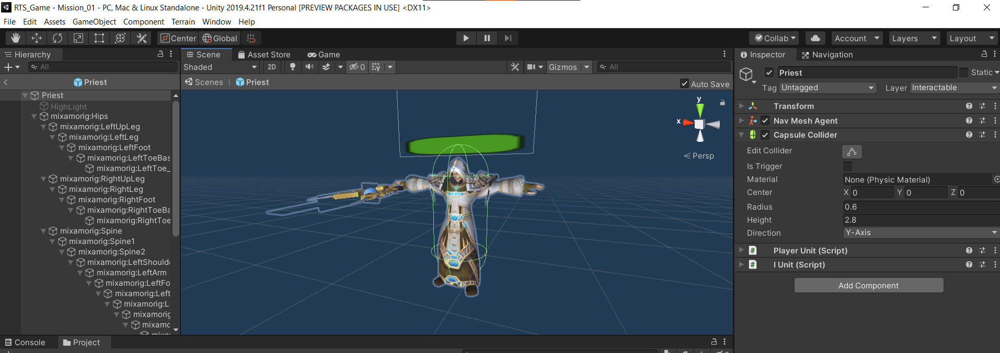 RTS_Game - Mission_01 - PC, Mac & Linux Standalone - Unity 2019.4.21f1 Personal [PREVIEW PACKAGES IN USE] <DX11>
File Edit Assets GameObject Component Terrain Window Help
Center Global Collab Account Layers Layout
Hierarchy
All
Priest
Priest
HighLight
mixamorig:Hips
mixamorig:LeftUpLeg
mixamorig:LeftLeg
mixamorig:LeftFoot
mixamorig:LeftToeBas
mixamorig:LeftToe_
mixamorig:RightUpLeg
mixamorig:RightLeg
mixamorig:RightFoot
mixamorig:RightToeBa
mixamorig:RightToe
mixamorig:Spine
mixamorig:Spine1
mixamorig:Spine2
mixamorig:LeftShould
mixamorig:LeftArm
mixamorig:LeftFo
mixamorig:Left
mixamorig:L
mixamorig
mixamo
Scene Asset Store Game
Shaded 2D 0 Gizmos All
Scenes Priest Auto Save
y
x
Persp
Inspector Navigation
Priest Static
Tag Untagged Layer Interactable
Transform
Nav Mesh Agent
Capsule Collider
Edit Collider
Is Trigger
Material None (Physic Material)
Center X 0 Y 0 Z 0
Radius 0.6
Height 2.8
Direction Y-Axis
Player Unit (Script)
I Unit (Script)
Add Component
Console Project